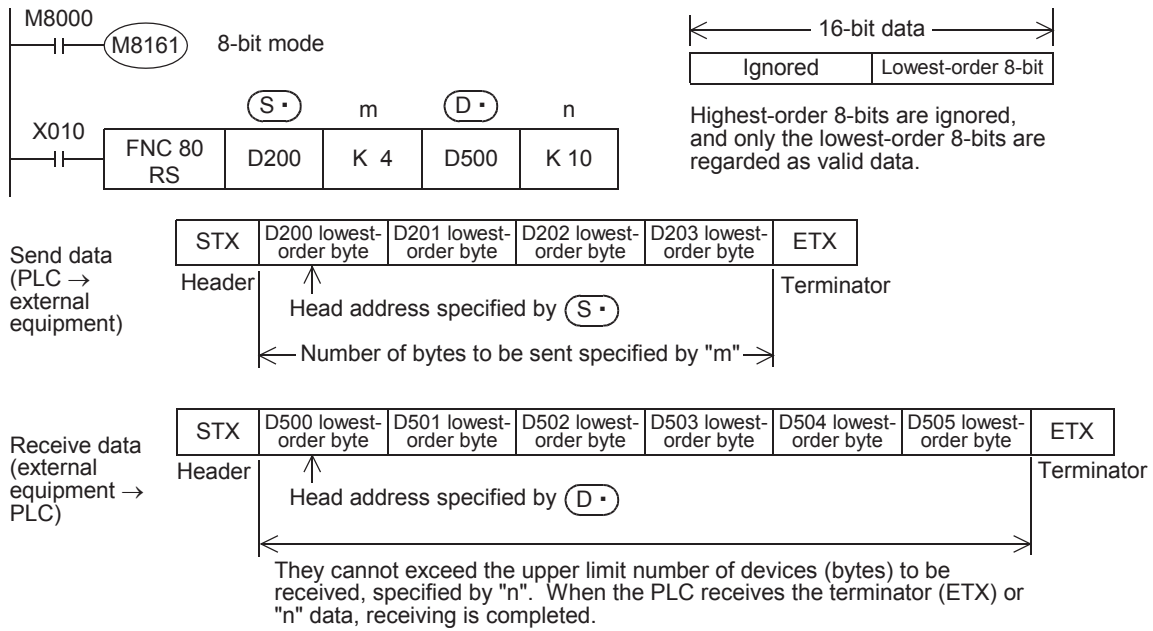 M8000
M8161
8-bit mode
16-bit data
Ignored
Lowest-order 8-bit
Highest-order 8-bits are ignored,
and only the lowest-order 8-bits are
regarded as valid data.
S・
m
D・
n
X010
FNC 80
RS
D200
K 4
D500
K 10
Send data
(PLC →
external
equipment)
STX
D200 lowest-
order byte
D201 lowest-
order byte
D202 lowest-
order byte
D203 lowest-
order byte
ETX
Header
Terminator
Head address specified by S・
Number of bytes to be sent specified by "m"
Receive data
(external
equipment →
PLC)
STX
D500 lowest-
order byte
D501 lowest-
order byte
D502 lowest-
order byte
D503 lowest-
order byte
D504 lowest-
order byte
D505 lowest-
order byte
ETX
Header
Terminator
Head address specified by D・
They cannot exceed the upper limit number of devices (bytes) to be
received, specified by "n". When the PLC receives the terminator (ETX) or
"n" data, receiving is completed.